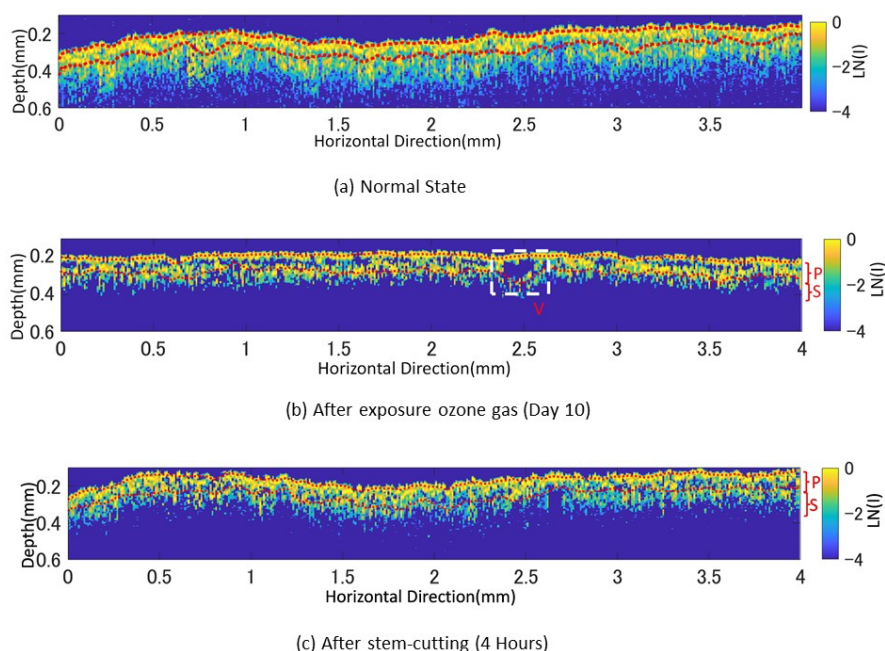 Depth(mm)
0.2
0.4
0.6
0 0.5 1 1.5 2 2.5 3 3.5
Horizontal Direction(mm)
0
−2
−4
LN(I)
(a) Normal State
Depth(mm)
0.2
0.4
0.6
V
0 0.5 1 1.5 2 2.5 3 3.5 4
Horizontal Direction(mm)
P
S
0
−2
−4
LN(I)
(b) After exposure ozone gas (Day 10)
Depth(mm)
0.2
0.4
0.6
0 0.5 1 1.5 2 2.5 3 3.5 4
Horizontal Direction(mm)
P
S
0
−2
−4
LN(I)
(c) After stem-cutting (4 Hours)